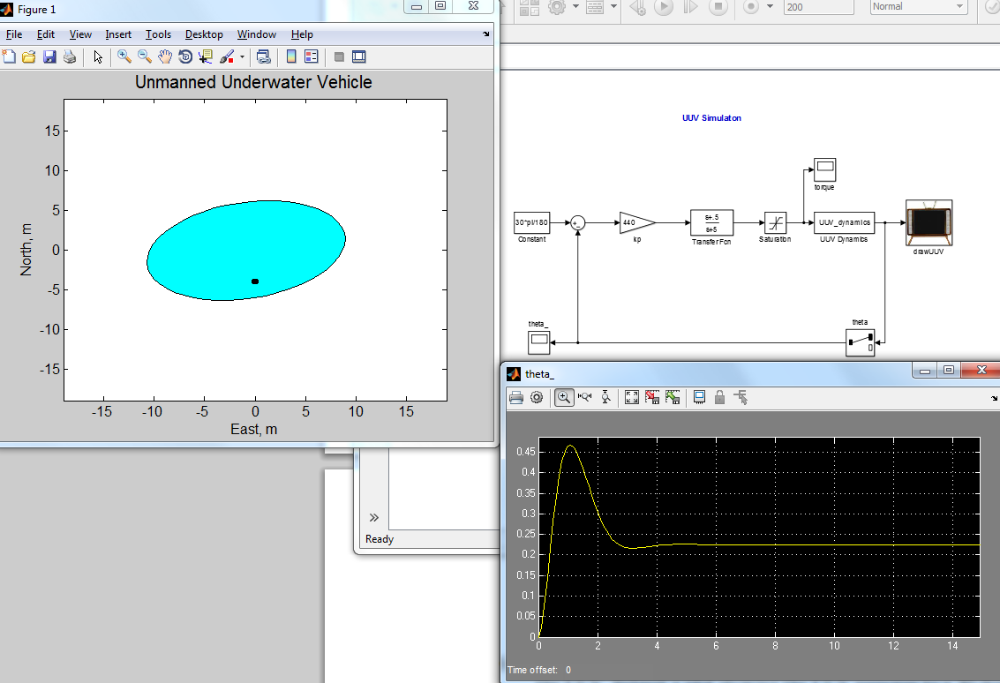 Figure 1
File Edit View Insert Tools Desktop Window Help
Unmanned Underwater Vehicle
15
10
5
0
-5
-10
-15
North, m
-15 -10 -5 0 5 10 15
East, m
200
Normal
UUV Simulaton
torque
30*pi/180
Constant
+_
440
kp
s+.5
s+5
Transfer Fcn
Saturation
UUV_dynamics
UUV Dynamics
drawUUV
theta_
theta
»
Ready
theta_
0.45
0.4
0.35
0.3
0.25
0.2
0.15
0.1
0.05
0
0 2 4 6 8 10 12 14
Time offset: 0